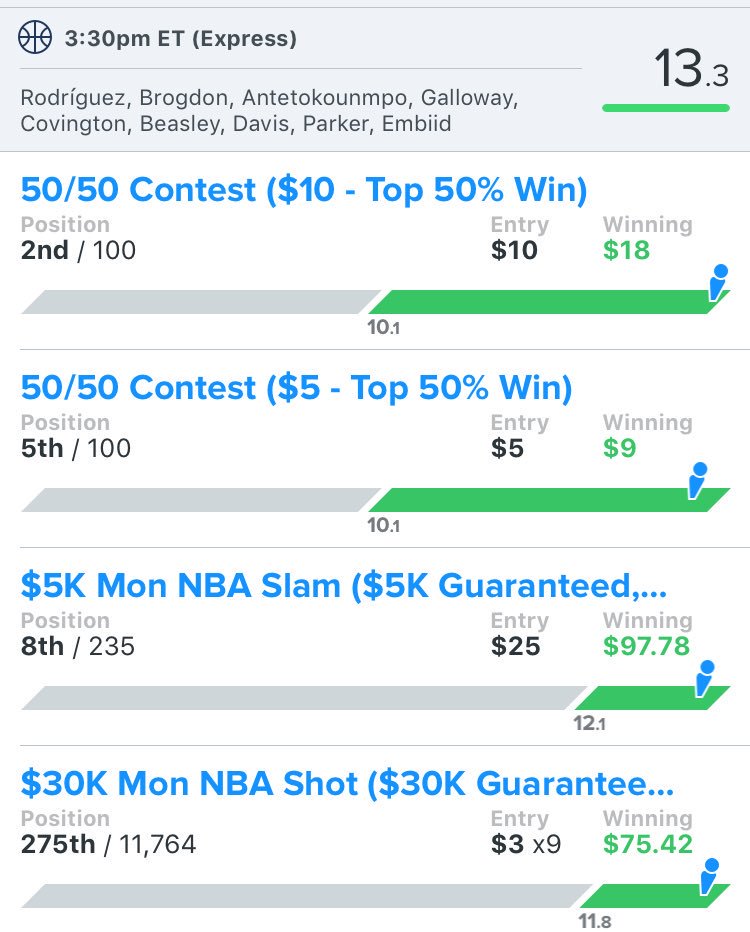 3:30pm ET (Express)
13.3
Rodríguez, Brogdon, Antetokounmpo, Galloway,
Covington, Beasley, Davis, Parker, Embiid
50/50 Contest ($10 - Top 50% Win)
Position Entry Winning
2nd / 100 $10 $18
10.1
50/50 Contest ($5 - Top 50% Win)
Position Entry Winning
5th / 100 $5 $9
10.1
$5K Mon NBA Slam ($5K Guaranteed,...
Position Entry Winning
8th / 235 $25 $97.78
12.1
$30K Mon NBA Shot ($30K Guarantee...
Position Entry Winning
275th / 11,764 $3 x9 $75.42
11.8